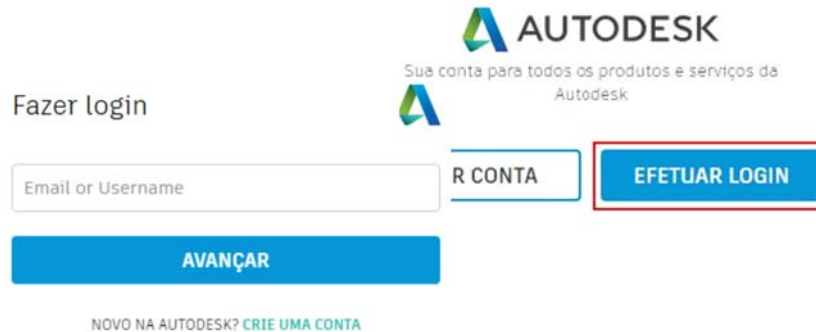 AUTODESK
Sua conta para todos os produtos e serviços da
Autodesk
R CONTA
EFETUAR LOGIN
Fazer login
Email or Username
AVANÇAR
NOVO NA AUTODESK? CRIE UMA CONTA